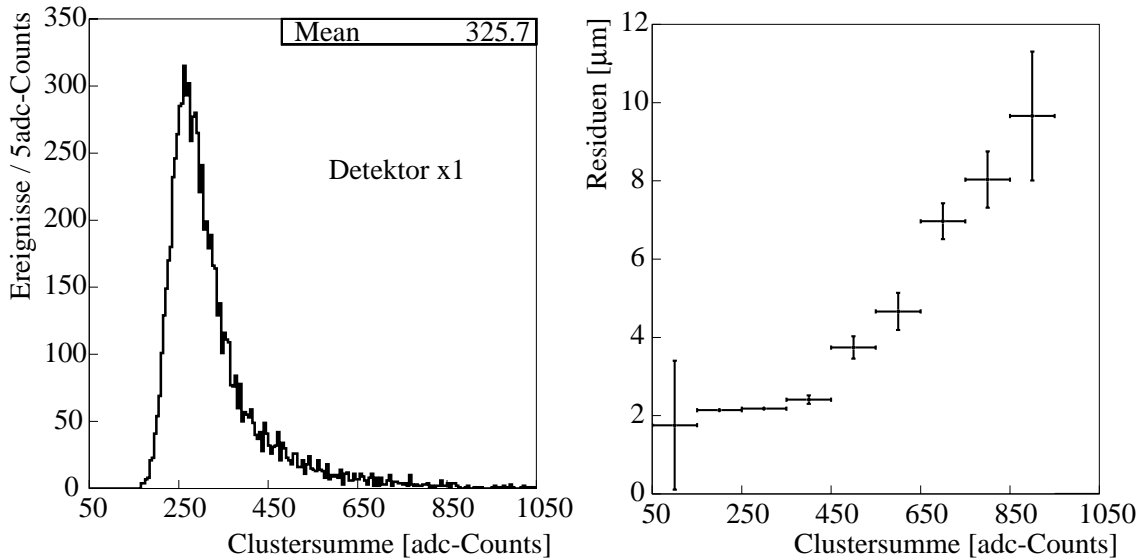 Ereignisse / 5adc-Counts
350
300
250
200
150
100
50
0
Mean 325.7
Detektor x1
50 250 450 650 850 1050
Clustersumme [adc-Counts]
Residuen [μm]
12
10
8
6
4
2
0
50 250 450 650 850 1050
Clustersumme [adc-Counts]